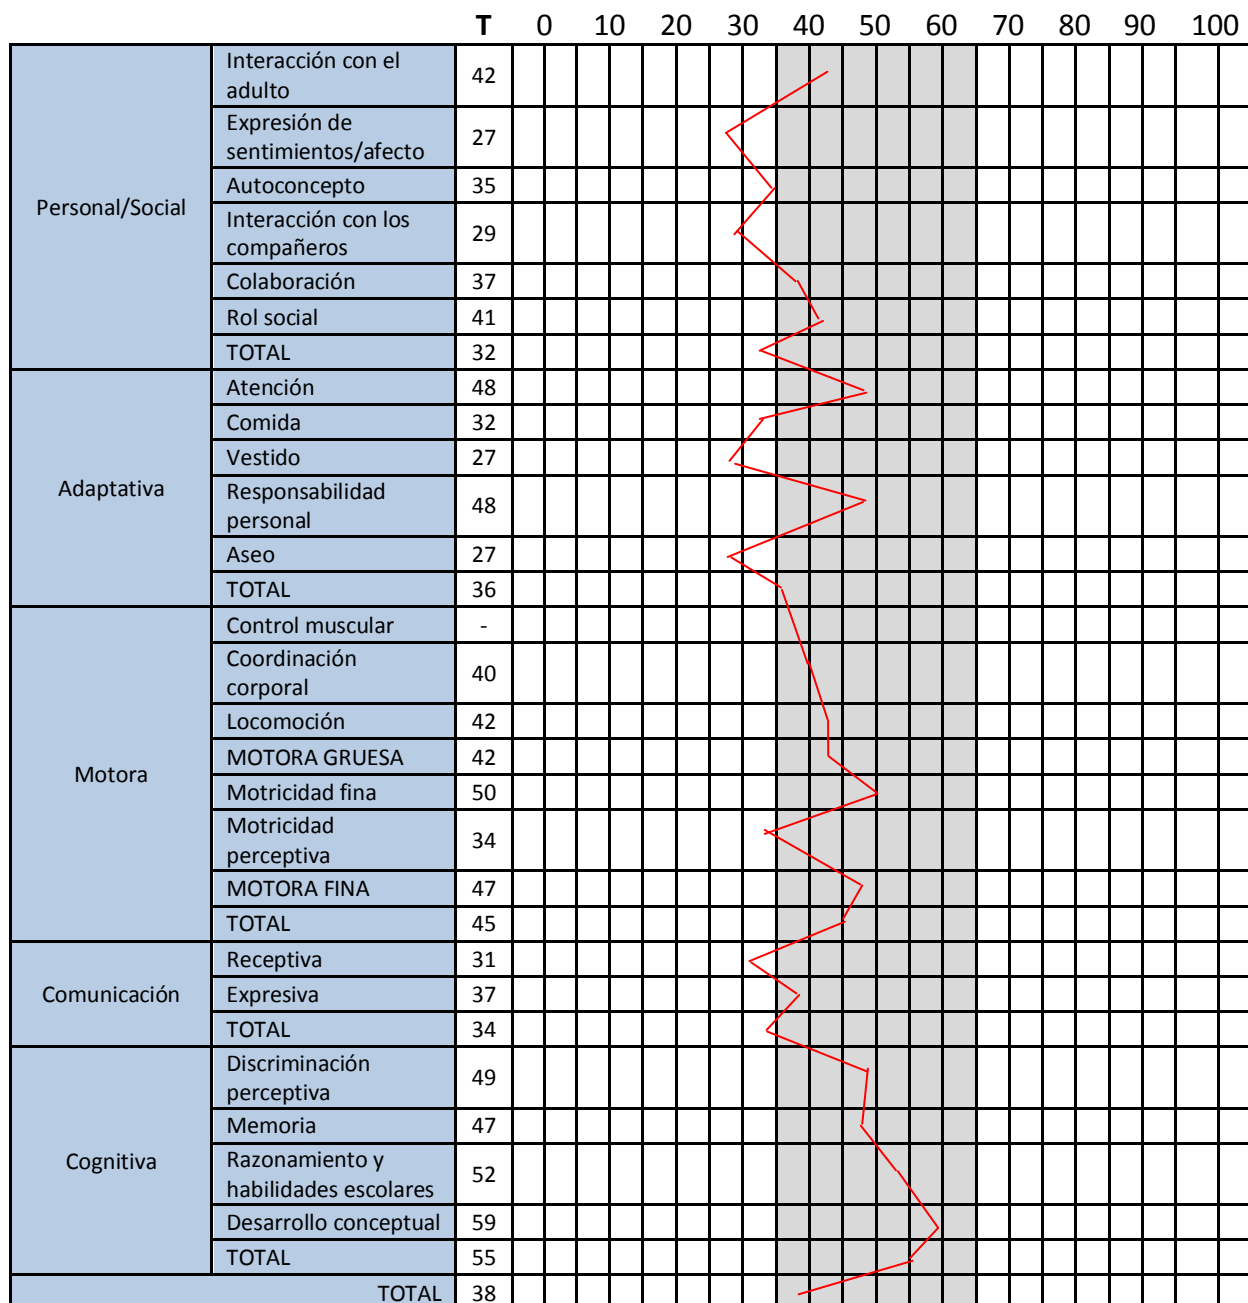 T 0 10 20 30 40 50 60 70 80 90 100
Personal/Social
Interacción con el
adulto
42
Expresión de
sentimientos/afecto
27
Autoconcepto 35
Interacción con los
compañeros
29
Colaboración 37
Rol social 41
TOTAL 32
Adaptativa
Atención 48
Comida 32
Vestido 27
Responsabilidad
personal
48
Aseo 27
TOTAL 36
Motora
Control muscular -
Coordinación
corporal
40
Locomoción 42
MOTORA GRUESA 42
Motricidad fina 50
Motricidad
perceptiva
34
MOTORA FINA 47
TOTAL 45
Comunicación
Receptiva 31
Expresiva 37
TOTAL 34
Cognitiva
Discriminación
perceptiva
49
Memoria 47
Razonamiento y
habilidades escolares
52
Desarrollo conceptual 59
TOTAL 55
TOTAL 38